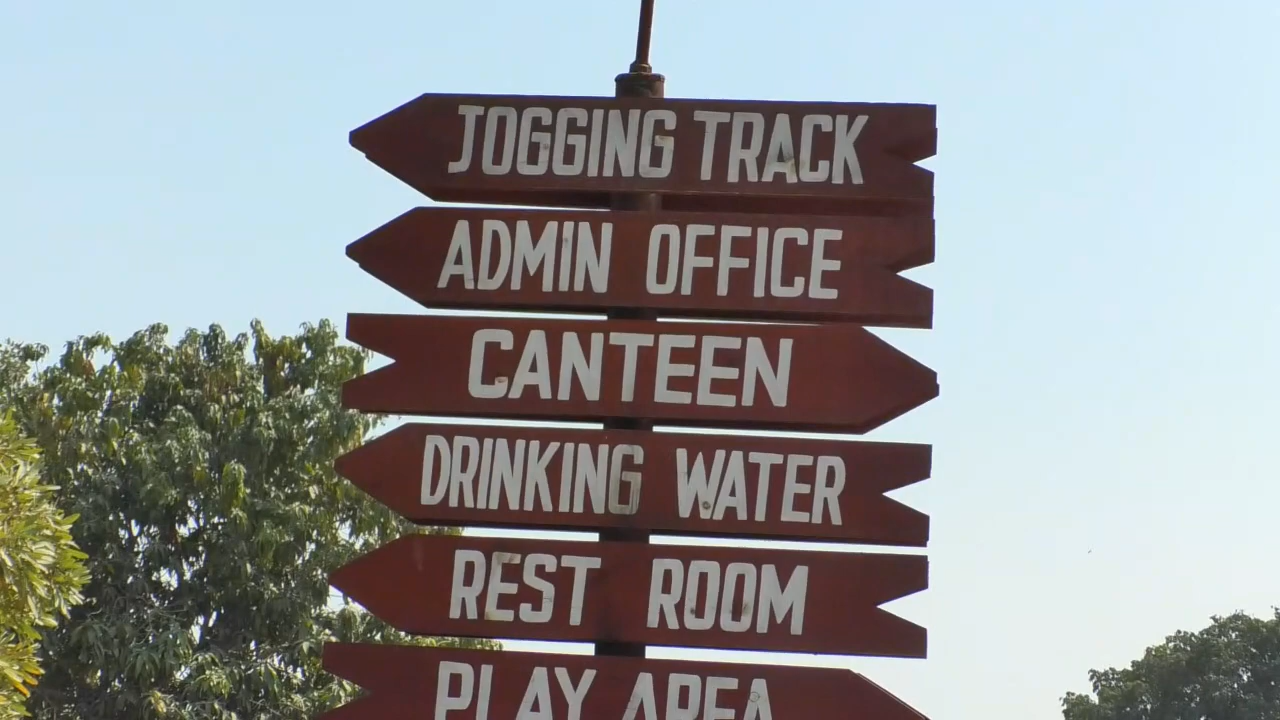 JOGGING TRACK
ADMIN OFFICE
CANTEEN
DRINKING WATER
REST ROOM
PLAY AREA